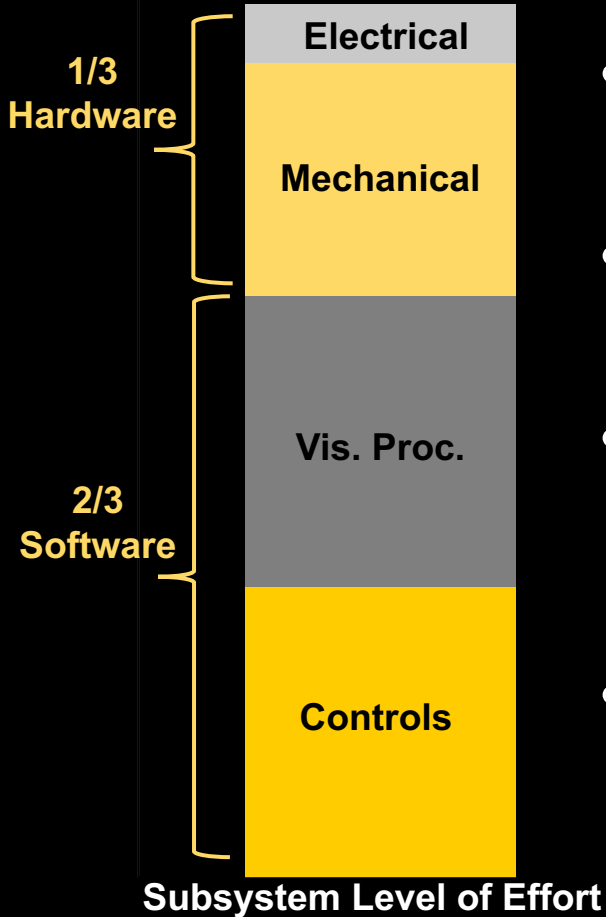 Electrical
1/3
Hardware
Mechanical
Vis. Proc.
2/3
Software
Controls
Subsystem Level of Effort